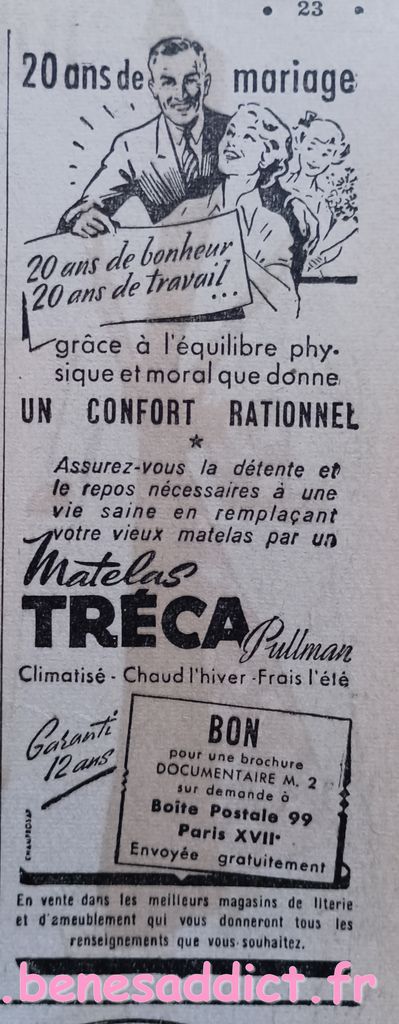 • 23 •
20 ans de mariage
20 ans de bonheur
20 ans de travail...
grâce à l'équilibre phy-
sique et moral que donne
UN CONFORT RATIONNEL
*
Assurez-vous la détente et
le repos nécessaires à une
vie saine en remplaçant
votre vieux matelas par un
Matelas
TRÉCA Pullman
Climatisé - Chaud l'hiver - Frais l'été
Garanti
12 ans
BON
pour une brochure
DOCUMENTAIRE M. 2
sur demande à
Boîte Postale 99
Paris XVIIe
Envoyée gratuitement
En vente dans les meilleurs magasins de literie
et d'ameublement qui vous donneront tous les
renseignements que vous souhaitez.
.benesaddict.fr